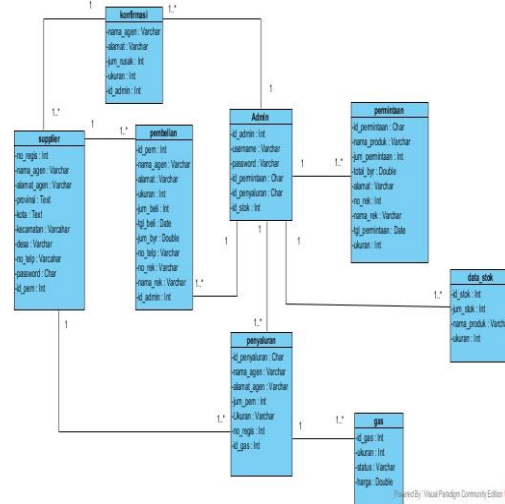 konfirmasi
-nama_agen : Varchar
-alamat : Varchar
-jum_rusak : Int
-ukuran : Int
-id_admin : Int
1
1..*
1..*
1
supplier
-no_regis : Int
-nama_agen : Varchar
-alamat_agen : Varchar
-provinsi : Text
-kota : Text
-kecamatan : Varcahar
-desa : Varchar
-no_telp : Varcahar
-password : Char
-id_pem : Int
1
1..*
pembelian
-id_pem : Int
-nama_agen : Varchar
-alamat : Varchar
-ukuran : Int
-jum_beli : Int
-tgl_beli : Date
-jum_byr : Double
-no_telp : Varchar
-no_rek : Varchar
-nama_rek : Varchar
-id_admin : Int
1..*
1
Admin
-id_admin : Int
-username : Varchar
-password : Varchar
-id_permintaan : Char
-id_penyaluran : Char
-id_stok : Int
1
1..*
permintaan
-id_permintaan : Char
-nama_produk : Varchar
-jum_permintaan : Int
-total_byr : Double
-alamat : Varchar
-no_rek : Int
-nama_rek : Varchar
-tgl_permintaan : Date
-ukuran : Int
1
1..*
data_stok
-id_stok : Int
-jum_stok : Int
-nama_produk : Varcha
-ukuran : Int
1
1..*
1
1..*
penyaluran
-id_penyaluran : Char
-nama_agen : Varchar
-alamat_agen : Varchar
-jum_pem : Int
-Ukuran : Varchar
-no_regis : Int
-id_gas : Int
1
1..*
gas
-id_gas : Int
-ukuran : Int
-status : Varchar
-harga : Double
Powered By Visual Paradigm Community Edition